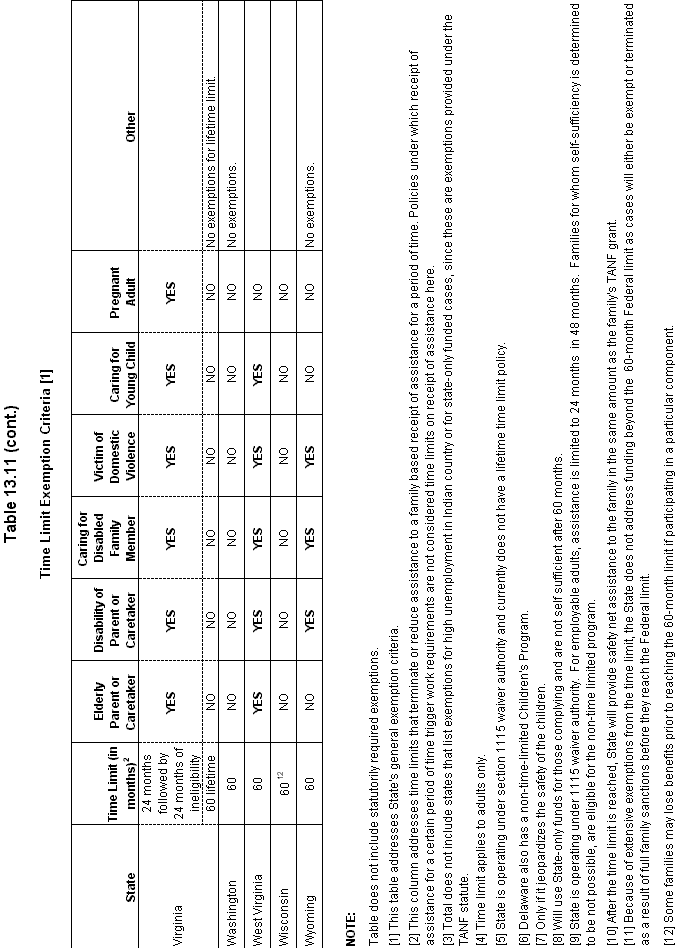 Table 13.11 (cont.)
Time Limit Exemption Criteria [1]
State Time Limit (in months)2 Elderly Parent or Caretaker Disability of Parent or Caretaker Caring for Disabled Family Member Victim of Domestic Violence Caring for Young Child Pregnant Adult Other
Virginia 24 months followed by 24 months of ineligibility YES YES YES YES YES YES
60 lifetime NO NO NO NO NO NO No exemptions for lifetime limit.
Washington 60 NO NO NO NO NO NO No exemptions.
West Virginia 60 YES YES YES YES YES NO
Wisconsin 60 12 NO NO NO NO NO NO
Wyoming 60 NO YES YES YES NO NO No exemptions.
NOTE:
Table does not include statutorily required exemptions.
[1] This table addresses State's general exemption criteria.
[2] This column addresses time limits that terminate or reduce assistance to a family based receipt of assistance for a period of time. Policies under which receipt of
assistance for a certain period of time trigger work requirements are not considered time limits on receipt of assistance here.
[3] Total does not include states that list exemptions for high unemployment in Indian country or for state-only funded cases, since these are exemptions provided under the
TANF statute.
[4] Time limit applies to adults only.
[5] State is operating under section 1115 waiver authority and currently does not have a lifetime time limit policy.
[6] Delaware also has a non-time-limited Children's Program.
[7] Only if it jeopardizes the safety of the children.
[8] Will use State-only funds for those complying and are not self sufficient after 60 months.
[9] State is operating under 1115 waiver authority. For employable adults, assistance is limited to 24 months in 48 months. Families for whom self-sufficiency is determined
be not possible, are eligible for the non-time limited program.
[10] After the time limit is reached, State will provide safety net assistance to the family in the same amount as the family's TANF grant.
[11] Because of extensive exemptions from the time limit, the State does not address funding beyond the 60-month Federal limit as cases will either be exempt or terminated
as a result of full family sanctions before they reach the Federal limit.
[12] Some families may lose benefits prior to reaching the 60-month limit if participating in a particular component.